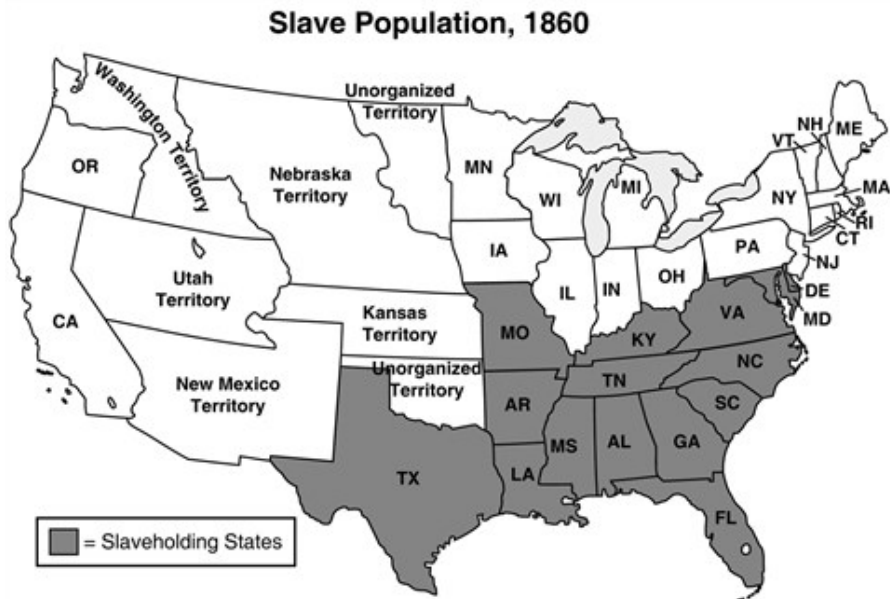 Slave Population, 1860
Washington Territory
Unorganized
Territory
OR
Nebraska
Territory
MN
WI
MI
VT
NH
ME
NY
MA
RI
CT
PA
NJ
IA
IL
IN
OH
DE
MD
Utah
Territory
CA
Kansas
Territory
MO
KY
VA
New Mexico
Territory
Unorganized
Territory
TN
NC
AR
SC
MS
AL
GA
TX
LA
FL
= Slaveholding States